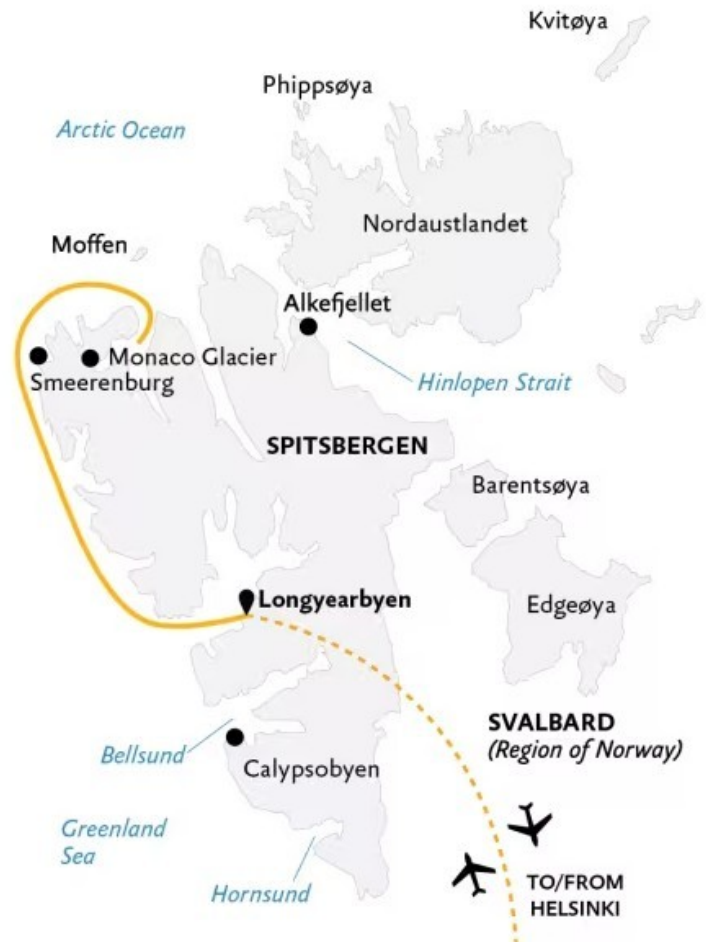 Kvitøya
Phippsøya
Arctic Ocean
Nordaustlandet
Moffen
Alkefjellet
Monaco Glacier
Smeerenburg
Hinlopen Strait
SPITSBERGEN
Barentsøya
Longyearbyen
Edgeøya
SVALBARD
(Region of Norway)
Bellsund
Calypsobyen
Greenland
Sea
TO/FROM
HELSINKI
Hornsund